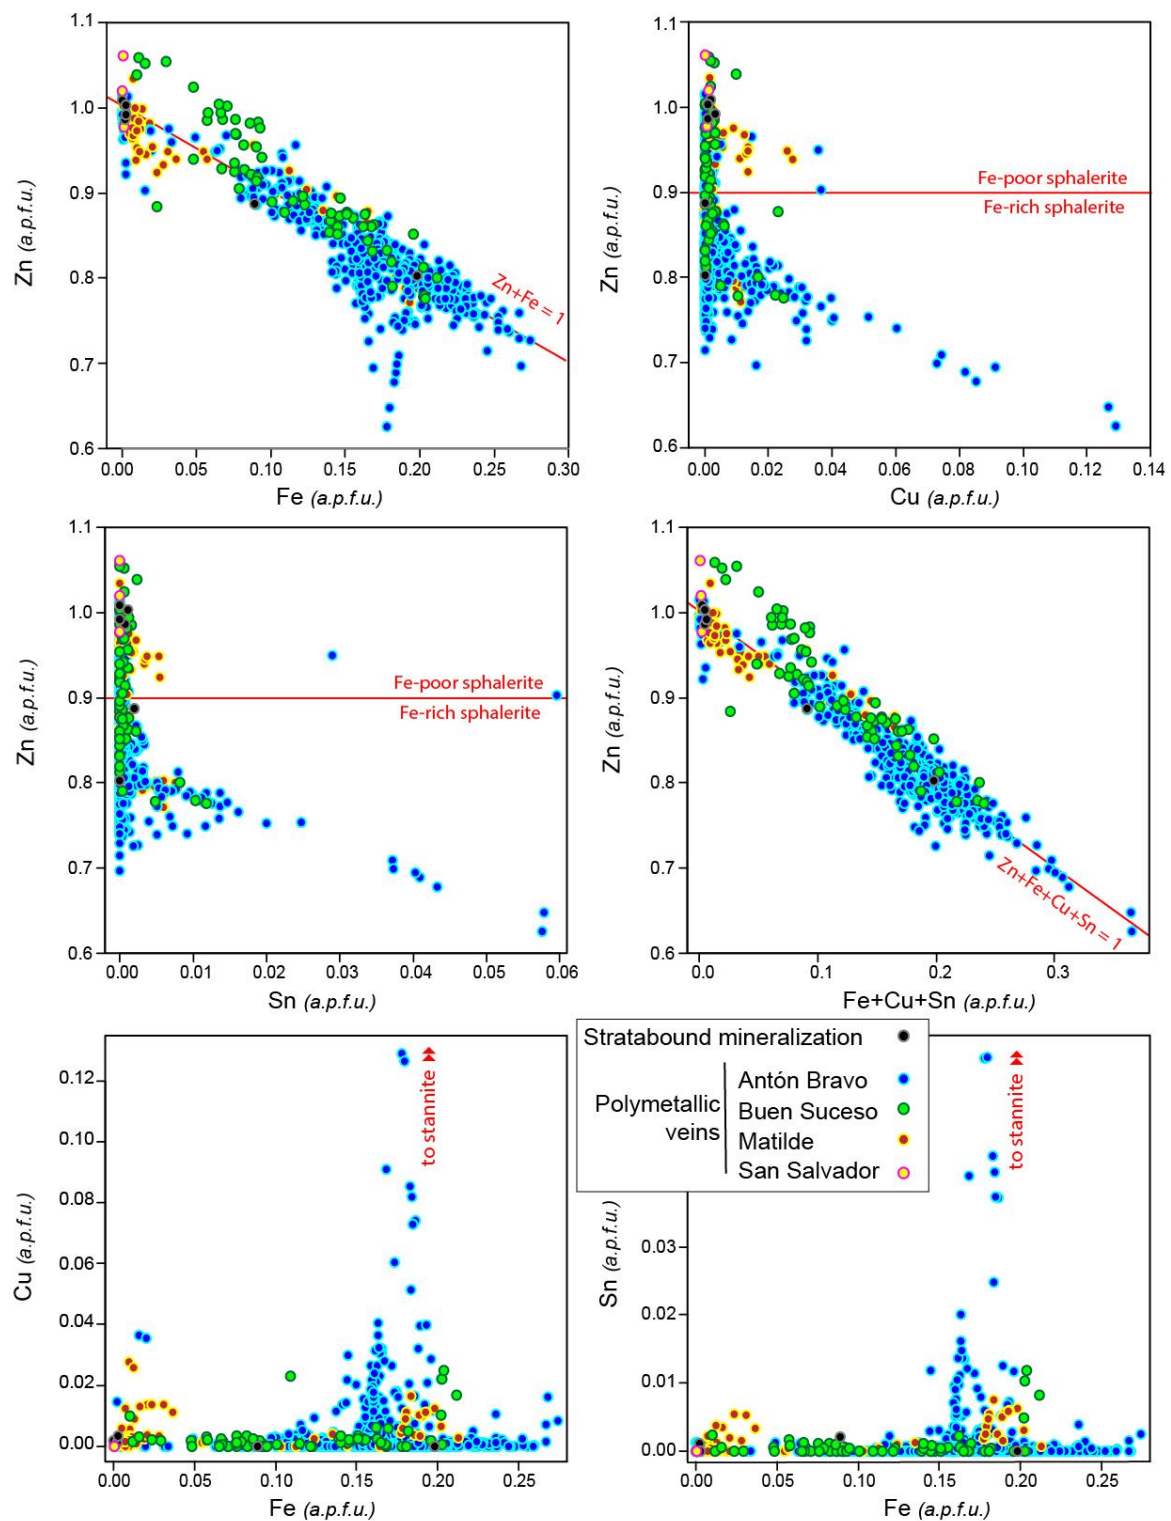 1.1
1.0
0.9
0.8
0.7
0.6
Zn (a.p.f.u.)
Zn+Fe = 1
0.00 0.05 0.10 0.15 0.20 0.25 0.30
Fe (a.p.f.u.)
1.1
1.0
0.9
0.8
0.7
0.6
Zn (a.p.f.u.)
Fe-poor sphalerite
Fe-rich sphalerite
0.00 0.02 0.04 0.06 0.08 0.10 0.12 0.14
Cu (a.p.f.u.)
1.1
1.0
0.9
0.8
0.7
0.6
Zn (a.p.f.u.)
Fe-poor sphalerite
Fe-rich sphalerite
0.00 0.01 0.02 0.03 0.04 0.05 0.06
Sn (a.p.f.u.)
1.1
1.0
0.9
0.8
0.7
0.6
Zn (a.p.f.u.)
Zn+Fe+Cu+Sn = 1
0.0 0.1 0.2 0.3
Fe+Cu+Sn (a.p.f.u.)
Stratabound mineralization
Polymetallic
veins
Antón Bravo
Buen Suceso
Matilde
San Salvador
0.12
0.10
0.08
0.06
0.04
0.02
0.00
Cu (a.p.f.u.)
to stannite
0.00 0.05 0.10 0.15 0.20 0.25
Fe (a.p.f.u.)
0.03
0.02
0.01
0.00
Sn (a.p.f.u.)
to stannite
0.00 0.05 0.10 0.15 0.20 0.25
Fe (a.p.f.u.)